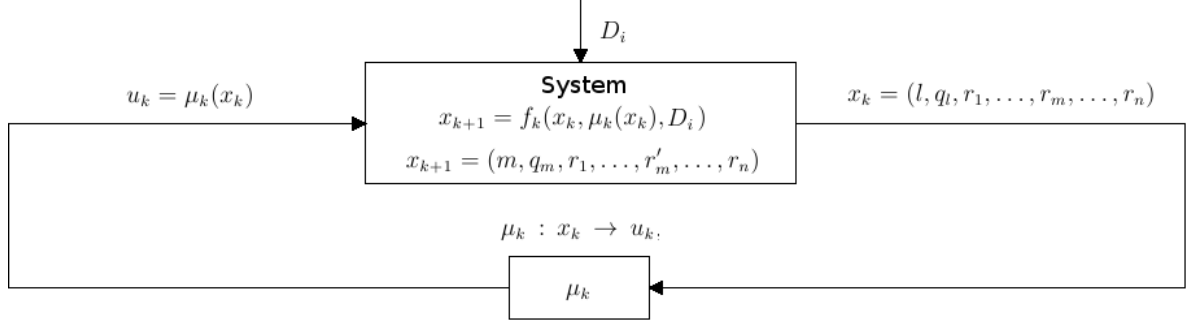 D_i
System
u_k = μ_k(x_k)
x_k = (l, q_l, r_1, . . . , r_m, . . . , r_n)
x_{k+1} = f_k(x_k, μ_k(x_k), D_i)
x_{k+1} = (m, q_m, r_1, . . . , r'_m, . . . , r_n)
μ_k : x_k → u_k,
μ_k